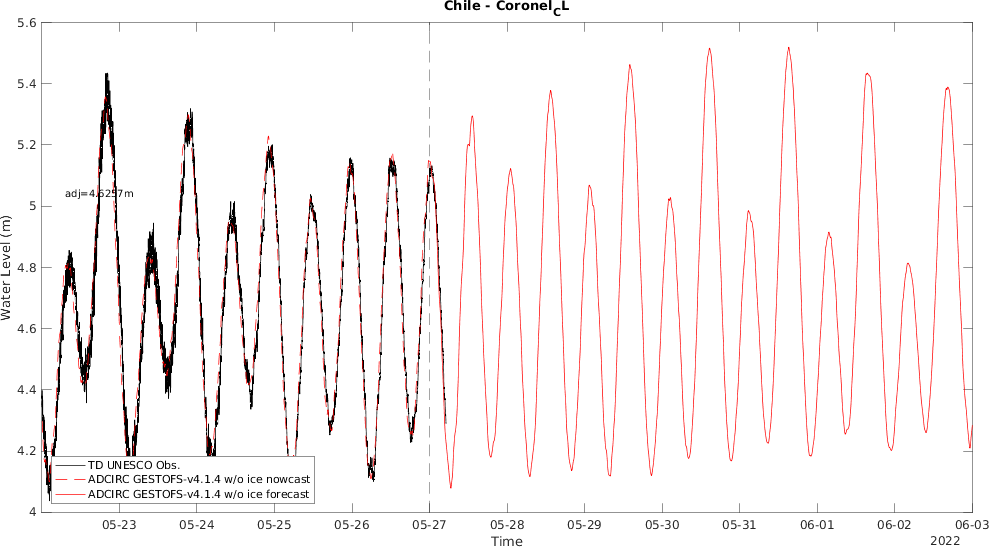 Chile - Coronel_CL
5.6
5.4
5.2
5
4.8
4.6
4.4
4.2
4
Water Level (m)
adj=4.6257m
TD UNESCO Obs.
ADCIRC GESTOFS-v4.1.4 w/o ice nowcast
ADCIRC GESTOFS-v4.1.4 w/o ice forecast
05-23 05-24 05-25 05-26 05-27 05-28 05-29 05-30 05-31 06-01 06-02 06-03
Time
2022